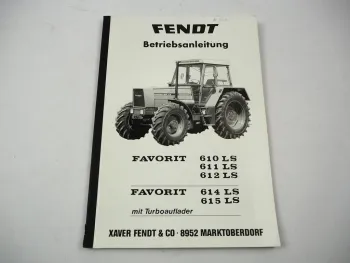 FENDT
Betriebsanleitung
FAVORIT 610 LS
611 LS
612 LS
FAVORIT 614 LS
615 LS
mit Turbolader
XAVER FENDT & CO · 8952 MARKTOBERDORF